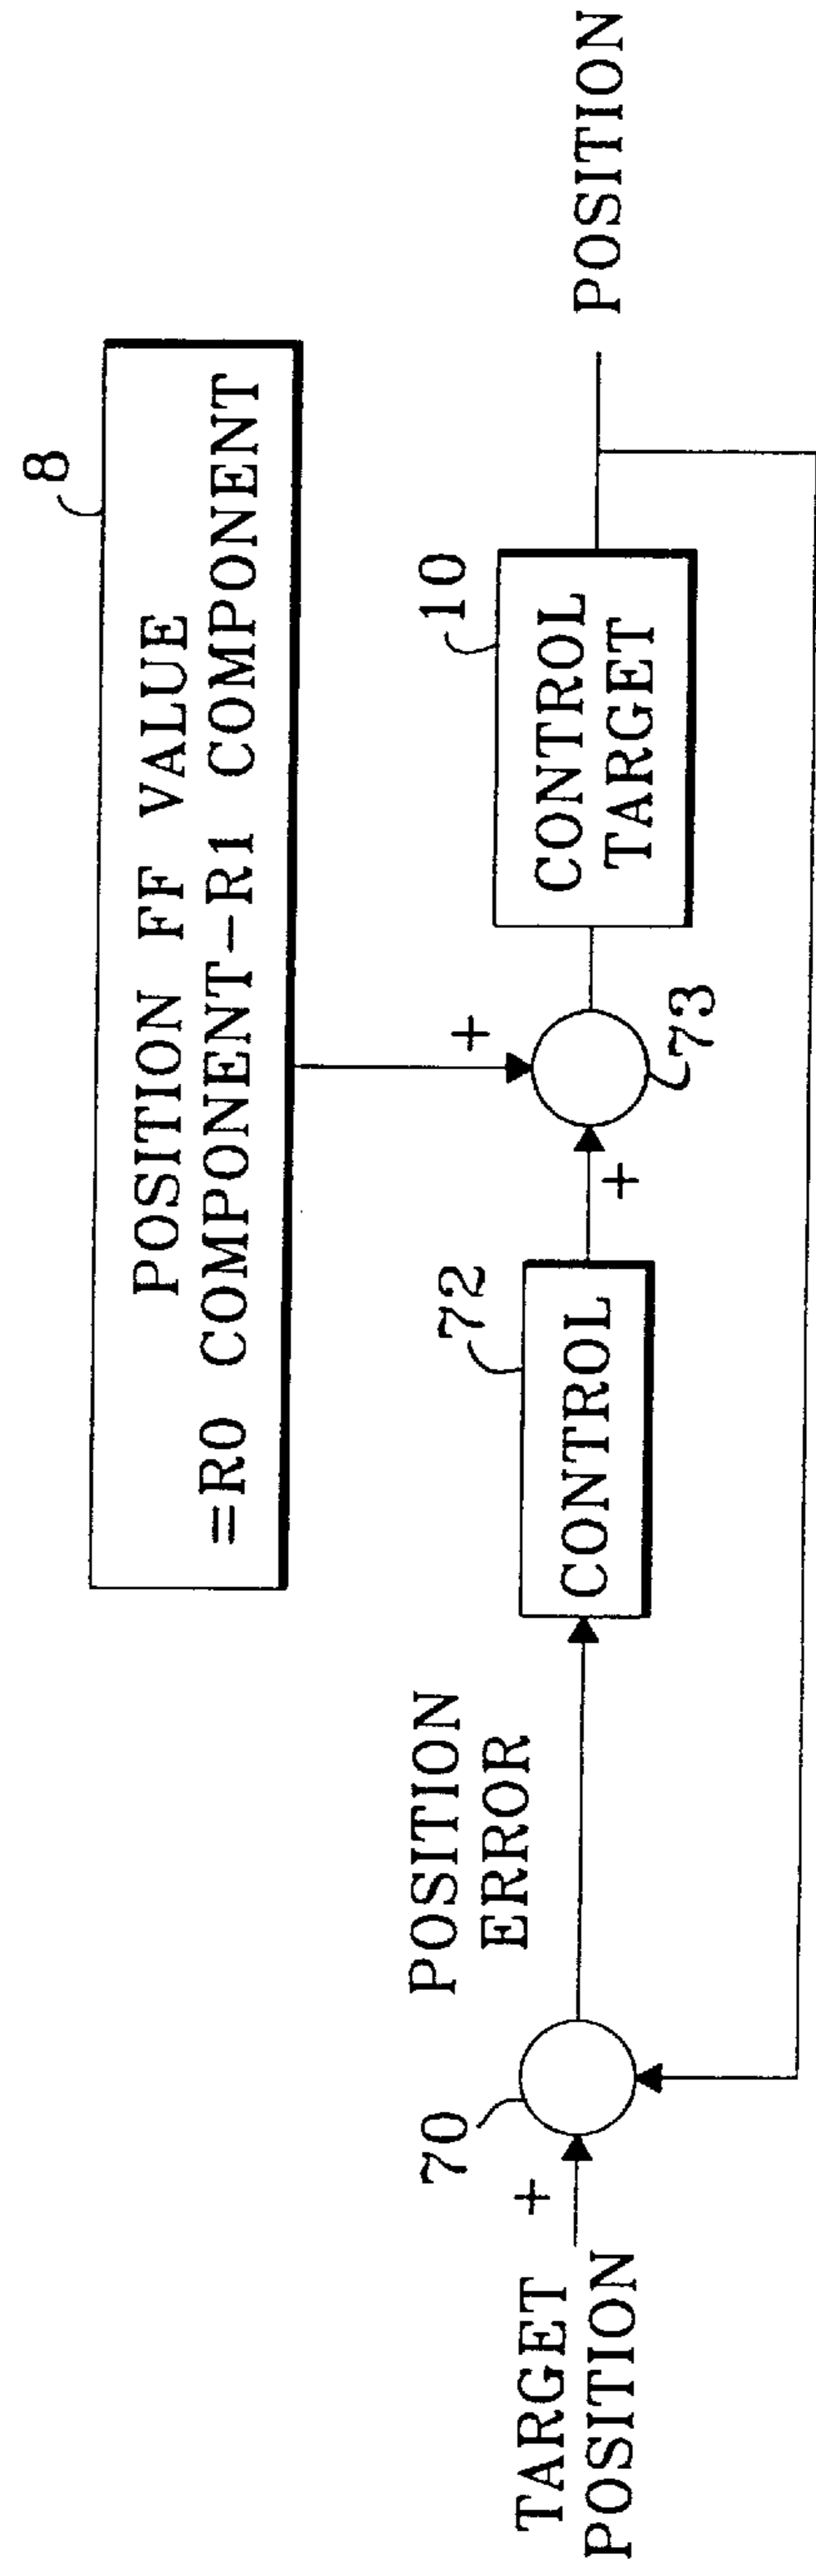 8
POSITION FF VALUE
=R0 COMPONENT-R1 COMPONENT
TARGET
POSITION
+
70
POSITION
ERROR
72
CONTROL
+
+
73
10
CONTROL
TARGET
POSITION